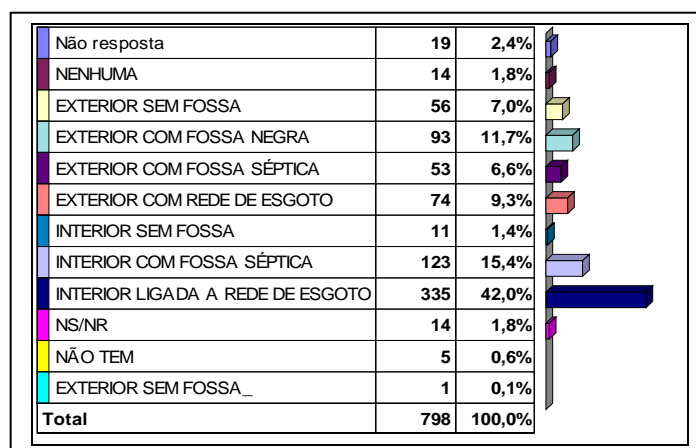 Não resposta 19 2,4%
NENHUMA 14 1,8%
EXTERIOR SEM FOSSA 56 7,0%
EXTERIOR COM FOSSA NEGRA 93 11,7%
EXTERIOR COM FOSSA SÉPTICA 53 6,6%
EXTERIOR COM REDE DE ESGOTO 74 9,3%
INTERIOR SEM FOSSA 11 1,4%
INTERIOR COM FOSSA SÉPTICA 123 15,4%
INTERIOR LIGADA A REDE DE ESGOTO 335 42,0%
NS/NR 14 1,8%
NÃO TEM 5 0,6%
EXTERIOR SEM FOSSA_ 1 0,1%
Total 798 100,0%